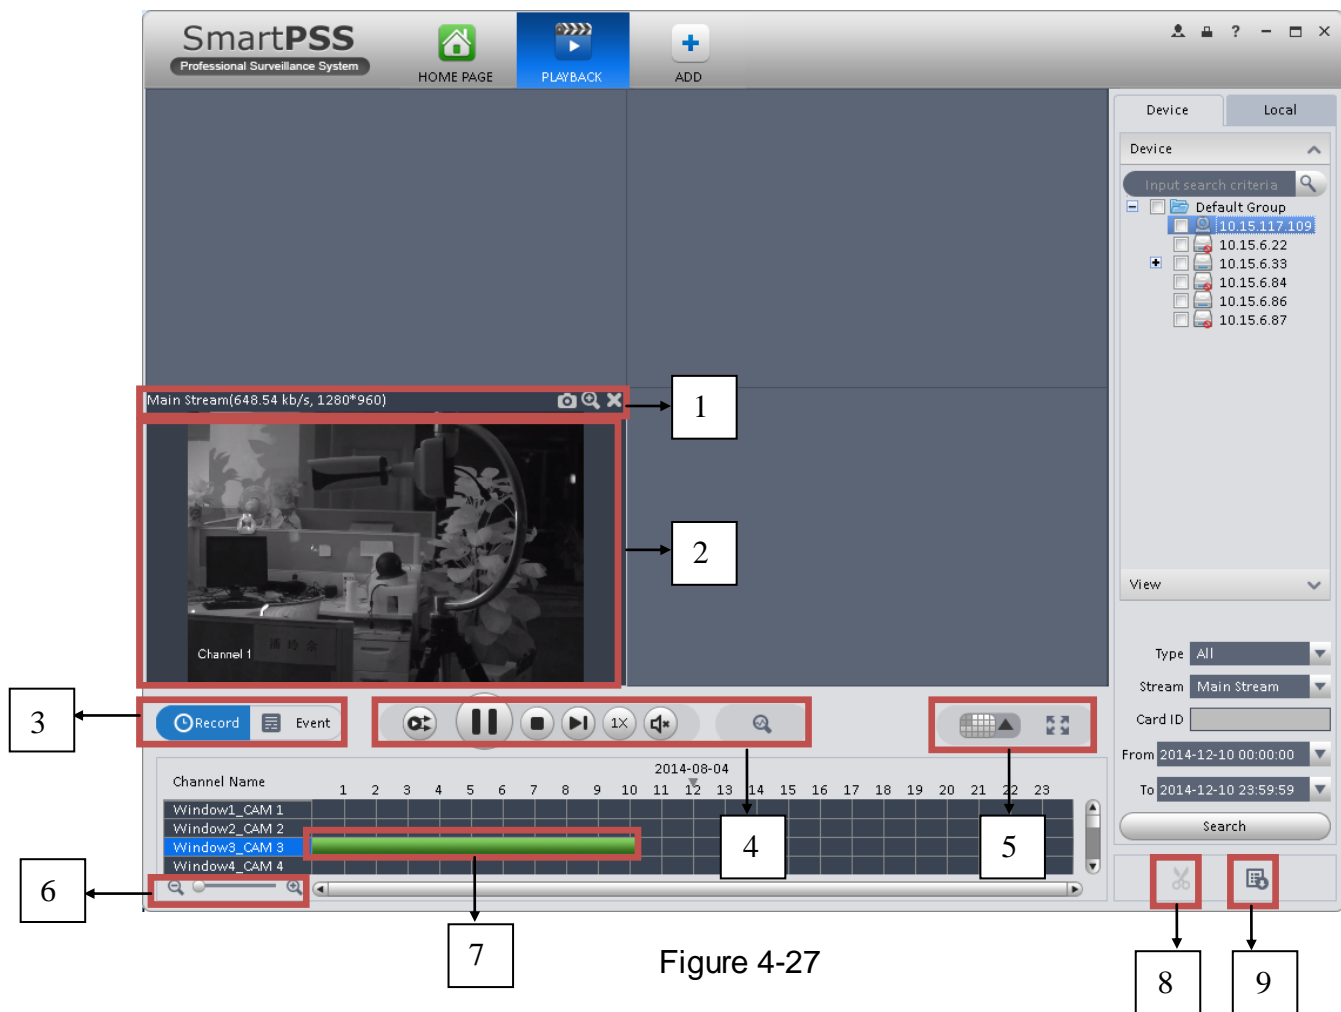 SmartPSS
Professional Surveillance System
HOME PAGE
PLAYBACK
ADD
?
Device
Local
Device
Input search criteria
Default Group
10.15.117.109
10.15.6.22
10.15.6.33
10.15.6.84
10.15.6.86
10.15.6.87
Main Stream(648.54 kb/s, 1280*960)
1
2
Channel 1
View
Type All
Stream Main Stream
Card ID
From 2014-12-10 00:00:00
To 2014-12-10 23:59:59
Search
3
Record
Event
1X
2014-08-04
Channel Name
1 2 3 4 5 6 7 8 9 10 11 12 13 14 15 16 17 18 19 20 21 22 23
Window1_CAM 1
Window2_CAM 2
Window3_CAM 3
Window4_CAM 4
4
5
6
7
8
9
Figure 4-27